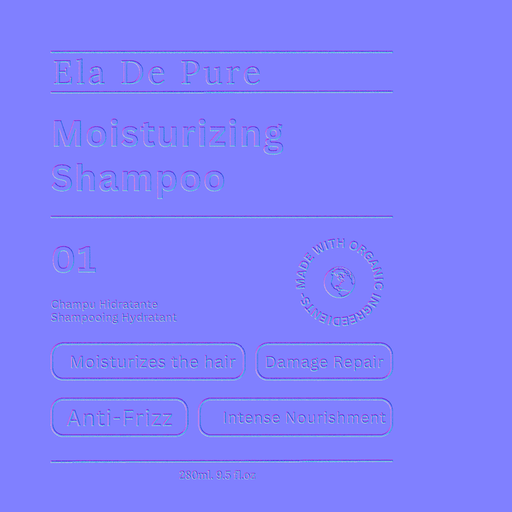 Ela De Pure
Moisturizing
Shampoo
01
MADE WITH ORGANIC INGREDIENTS-
Champu Hidratante
Shampooing Hydratant
Moisturizes the hair
Damage Repair
Anti-Frizz
Intense Nourishment
280ml 9.5 fl.oz